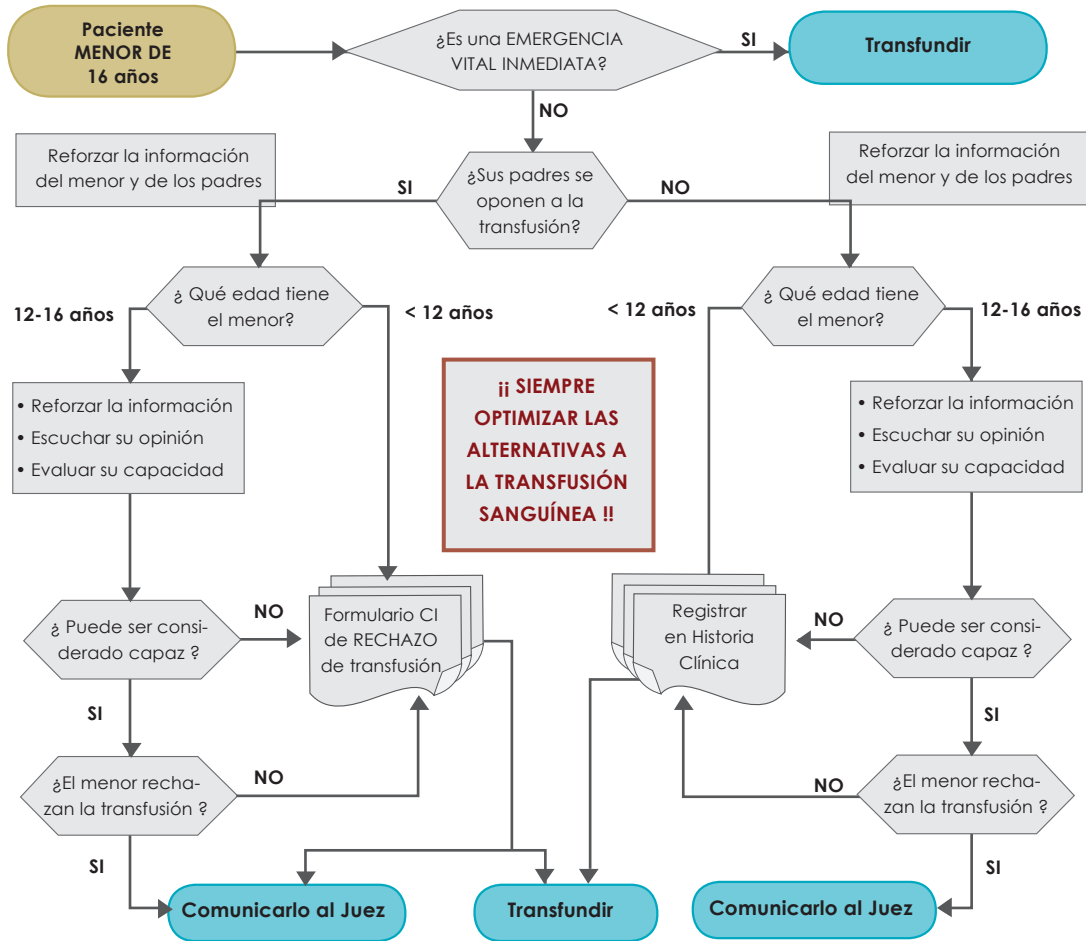 Paciente
MENOR DE
16 años
¿Es una EMERGENCIA
VITAL INMEDIATA?
SI
Transfundir
NO
Reforzar la información
del menor y de los padres
SI
¿Sus padres se
oponen a la
transfusión?
NO
Reforzar la información
del menor y de los padres
12-16 años
¿ Qué edad tiene
el menor?
< 12 años
< 12 años
¿ Qué edad tiene
el menor?
12-16 años
• Reforzar la información
• Escuchar su opinión
• Evaluar su capacidad
¡¡ SIEMPRE
OPTIMIZAR LAS
ALTERNATIVAS A
LA TRANSFUSIÓN
SANGUÍNEA !!
• Reforzar la información
• Escuchar su opinión
• Evaluar su capacidad
¿ Puede ser consi-
derado capaz ?
NO
Formulario CI
de RECHAZO
de transfusión
Registrar
en Historia
Clínica
NO
¿ Puede ser consi-
derado capaz ?
SI
SI
¿El menor recha-
zan la transfusión ?
NO
NO
¿El menor recha-
zan la transfusión ?
SI
SI
Comunicarlo al Juez
Transfundir
Comunicarlo al Juez